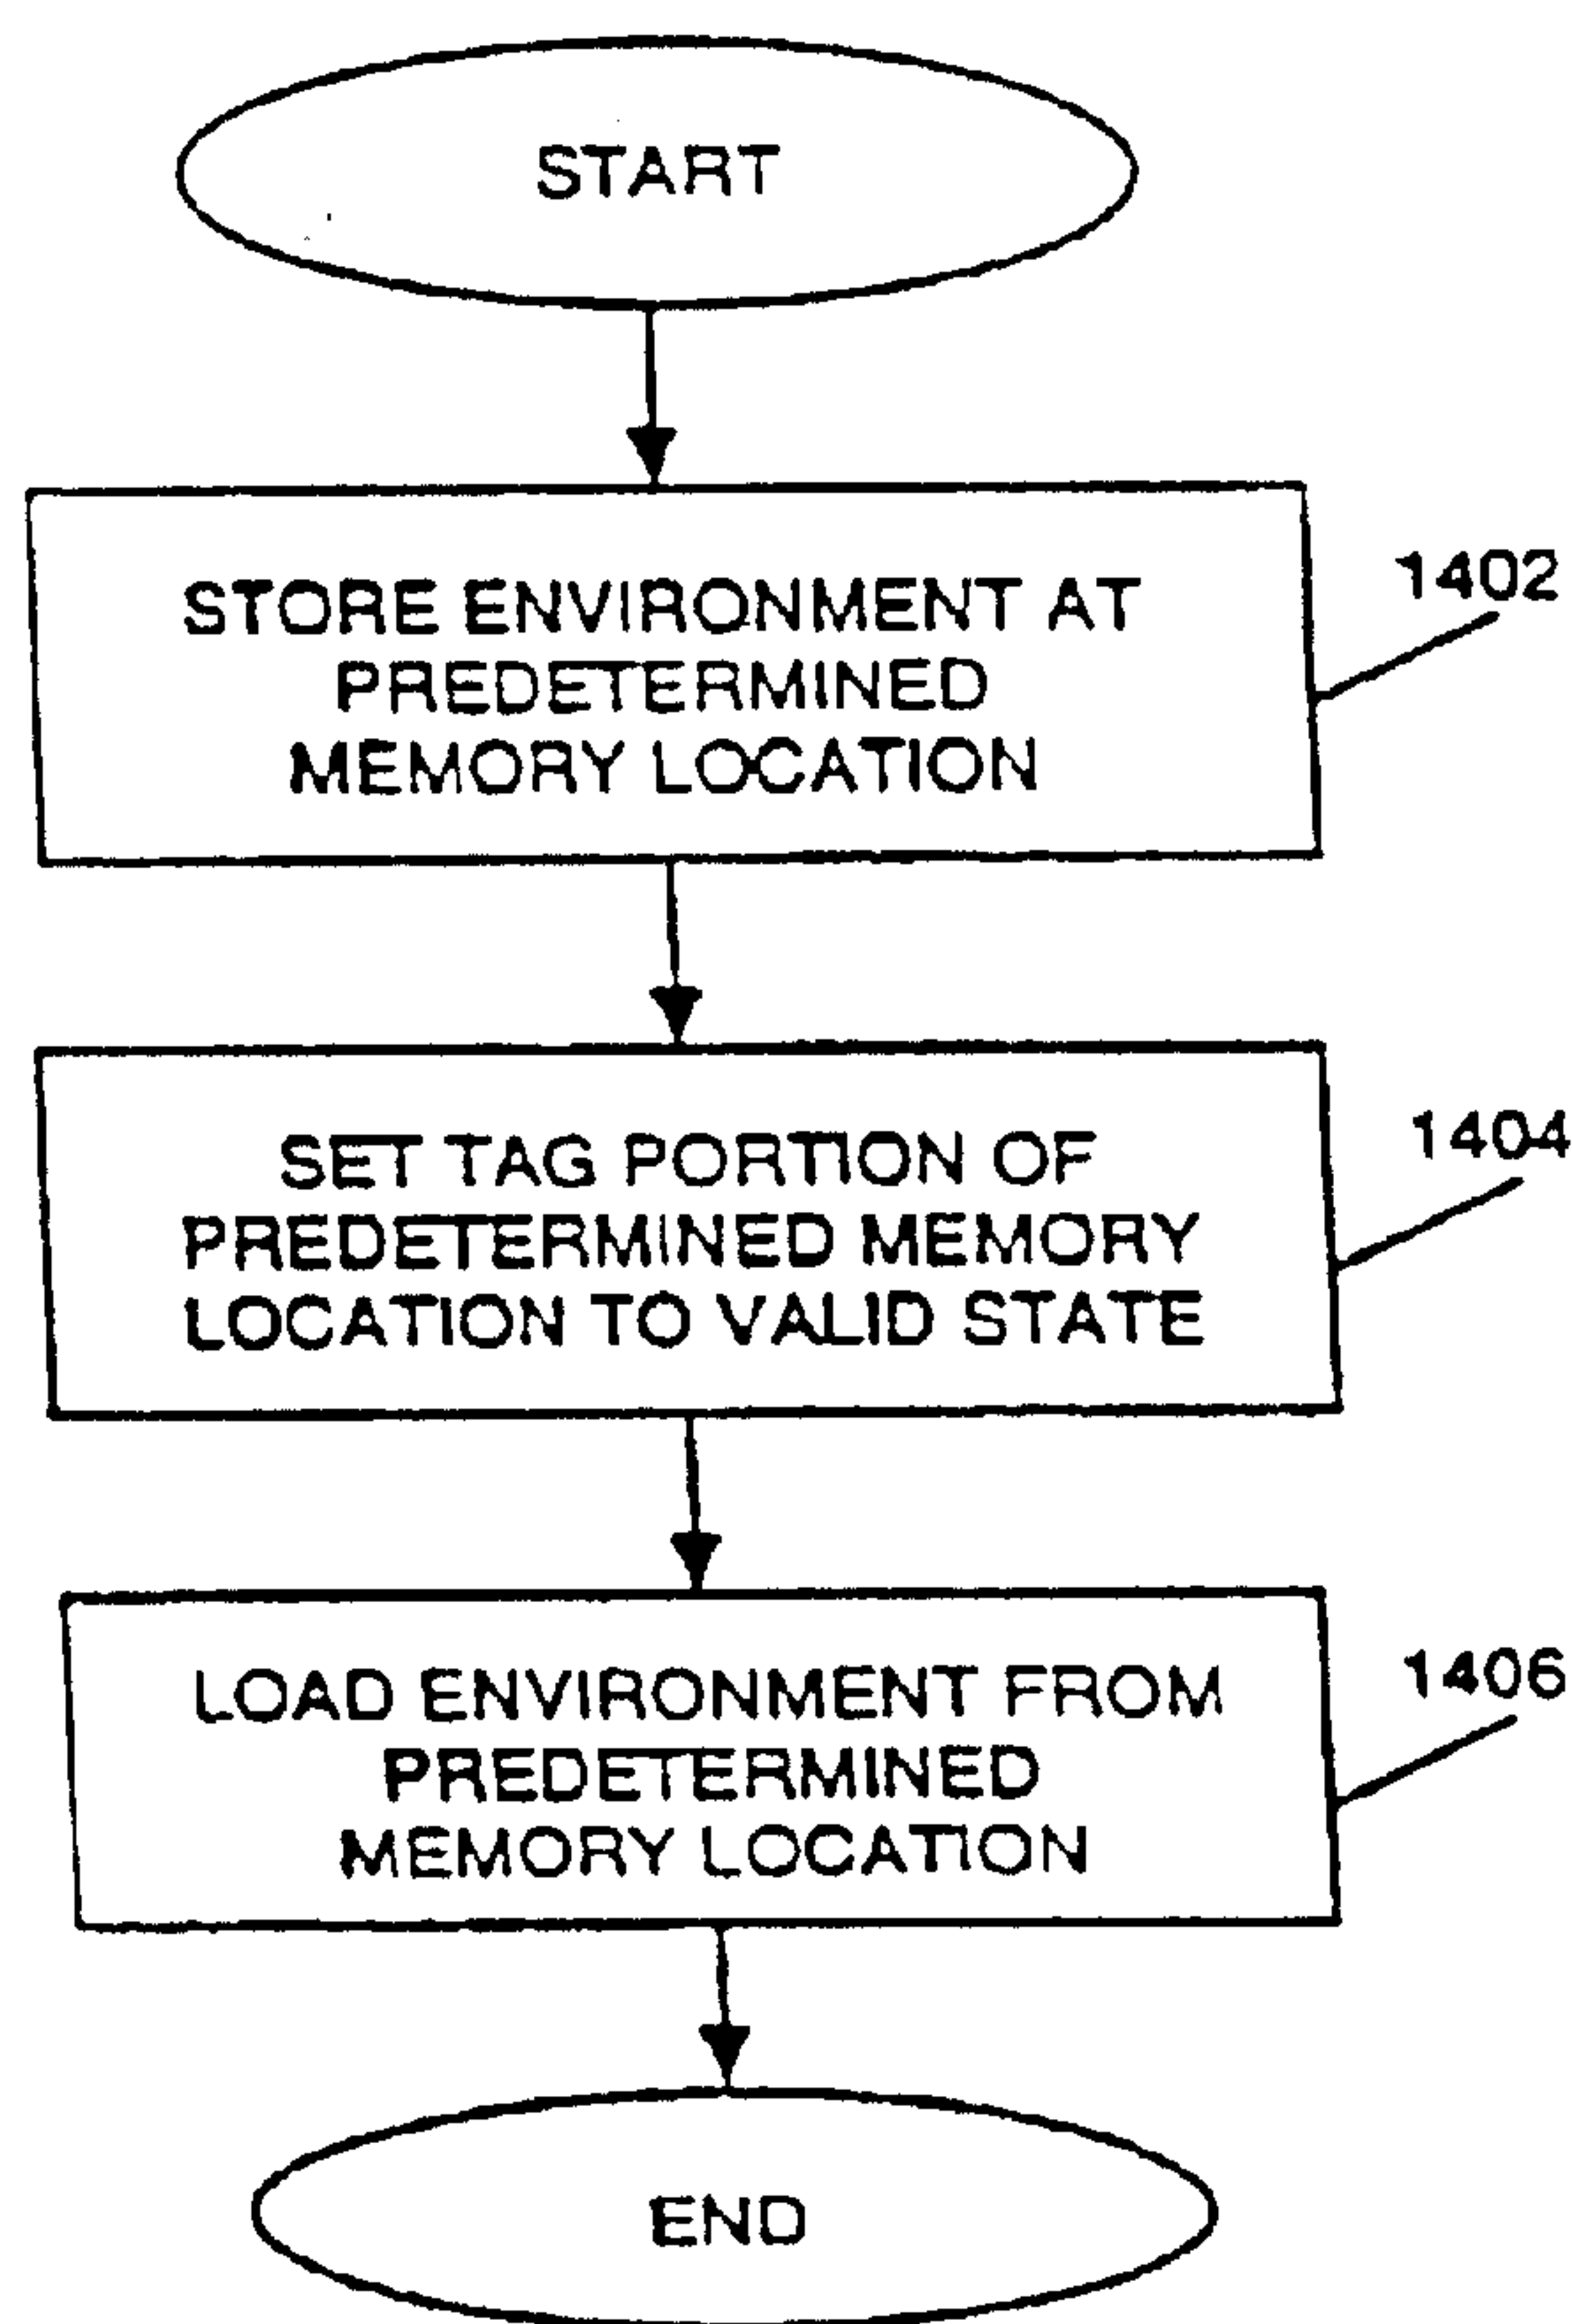 START
STORE ENVIRONMENT AT
PREDETERMINED
MEMORY LOCATION
1402
SET TAG PORTION OF
PREDETERMINED MEMORY
LOCATION TO VALID STATE
1404
LOAD ENVIRONMENT FROM
PREDETERMINED
MEMORY LOCATION
1406
END